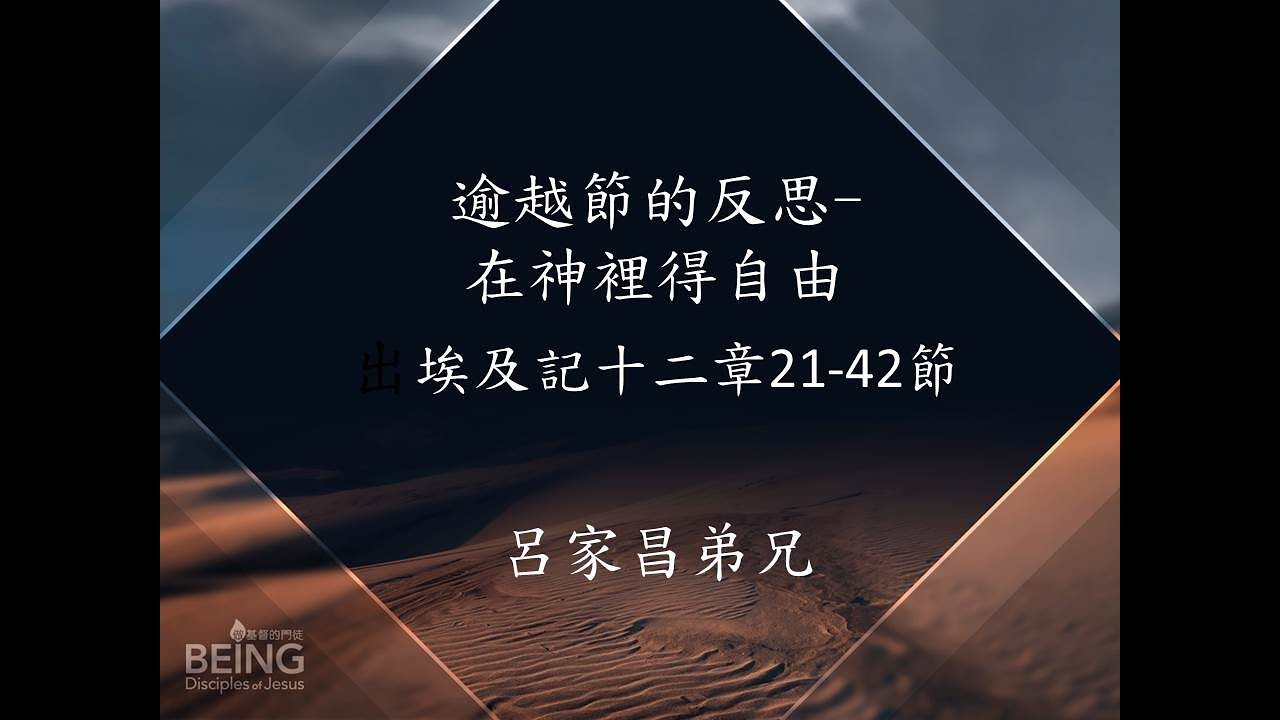 逾越節的反思-
在神裡得自由
出埃及記十二章21-42節
呂家昌弟兄
基督的門徒
BEING
Disciples of Jesus